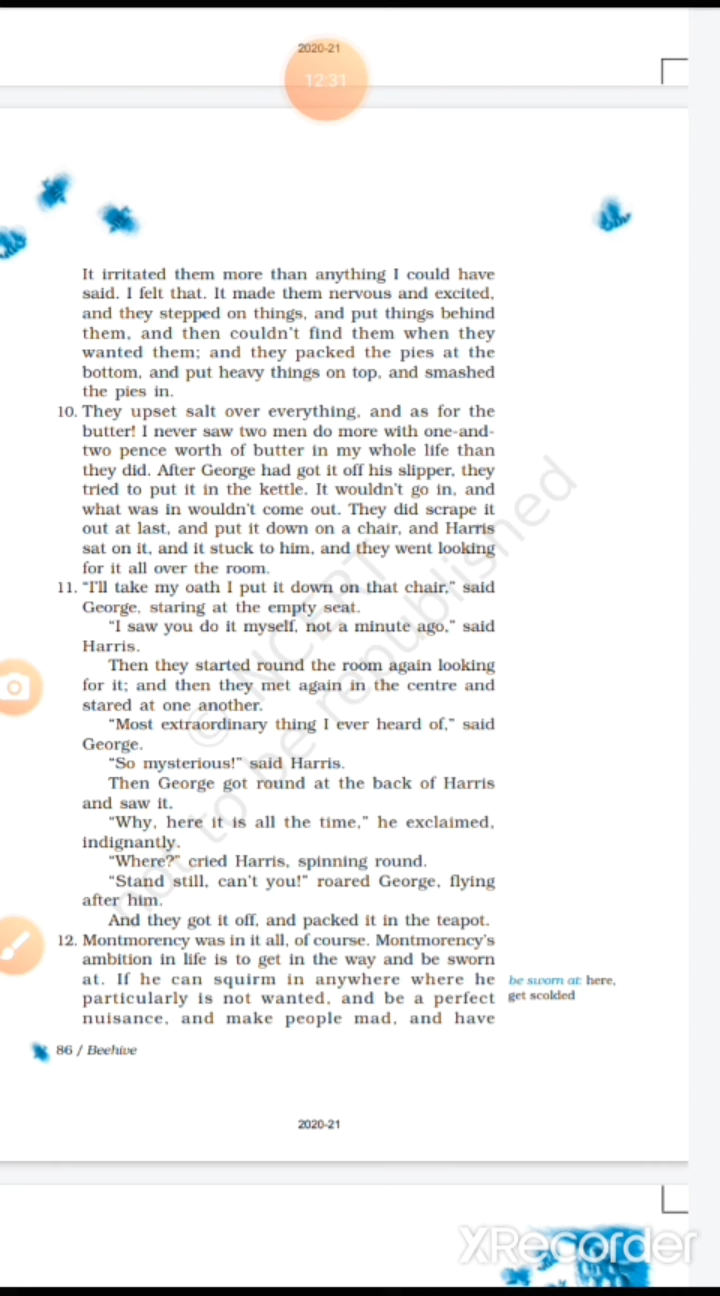 2020-21
12:31
It irritated them more than anything I could have
said. I felt that. It made them nervous and excited,
and they stepped on things, and put things behind
them, and then couldn't find them when they
wanted them; and they packed the pies at the
bottom, and put heavy things on top, and smashed
the pies in.
10. They upset salt over everything, and as for the
butter! I never saw two men do more with one-and-
two pence worth of butter in my whole life than
they did. After George had got it off his slipper, they
tried to put it in the kettle. It wouldn't go in, and
what was in wouldn't come out. They did scrape it
out at last, and put it down on a chair, and Harris
sat on it, and it stuck to him, and they went looking
for it all over the room.
11. "I'll take my oath I put it down on that chair," said
George, staring at the empty seat.
"I saw you do it myself, not a minute ago," said
Harris.
Then they started round the room again looking
for it; and then they met again in the centre and
stared at one another.
"Most extraordinary thing I ever heard of," said
George.
"So mysterious!" said Harris.
Then George got round at the back of Harris
and saw it.
"Why, here it is all the time," he exclaimed,
indignantly.
"Where?" cried Harris, spinning round.
"Stand still, can't you!" roared George, flying
after him.
And they got it off, and packed it in the teapot.
12. Montmorency was in it all, of course. Montmorency's
ambition in life is to get in the way and be sworn
at. If he can squirm in anywhere where he
particularly is not wanted, and be a perfect
nuisance, and make people mad, and have
be sworn at: here,
get scolded
86 / Beehive
2020-21
© NCERT
not to be republished
XRecorder